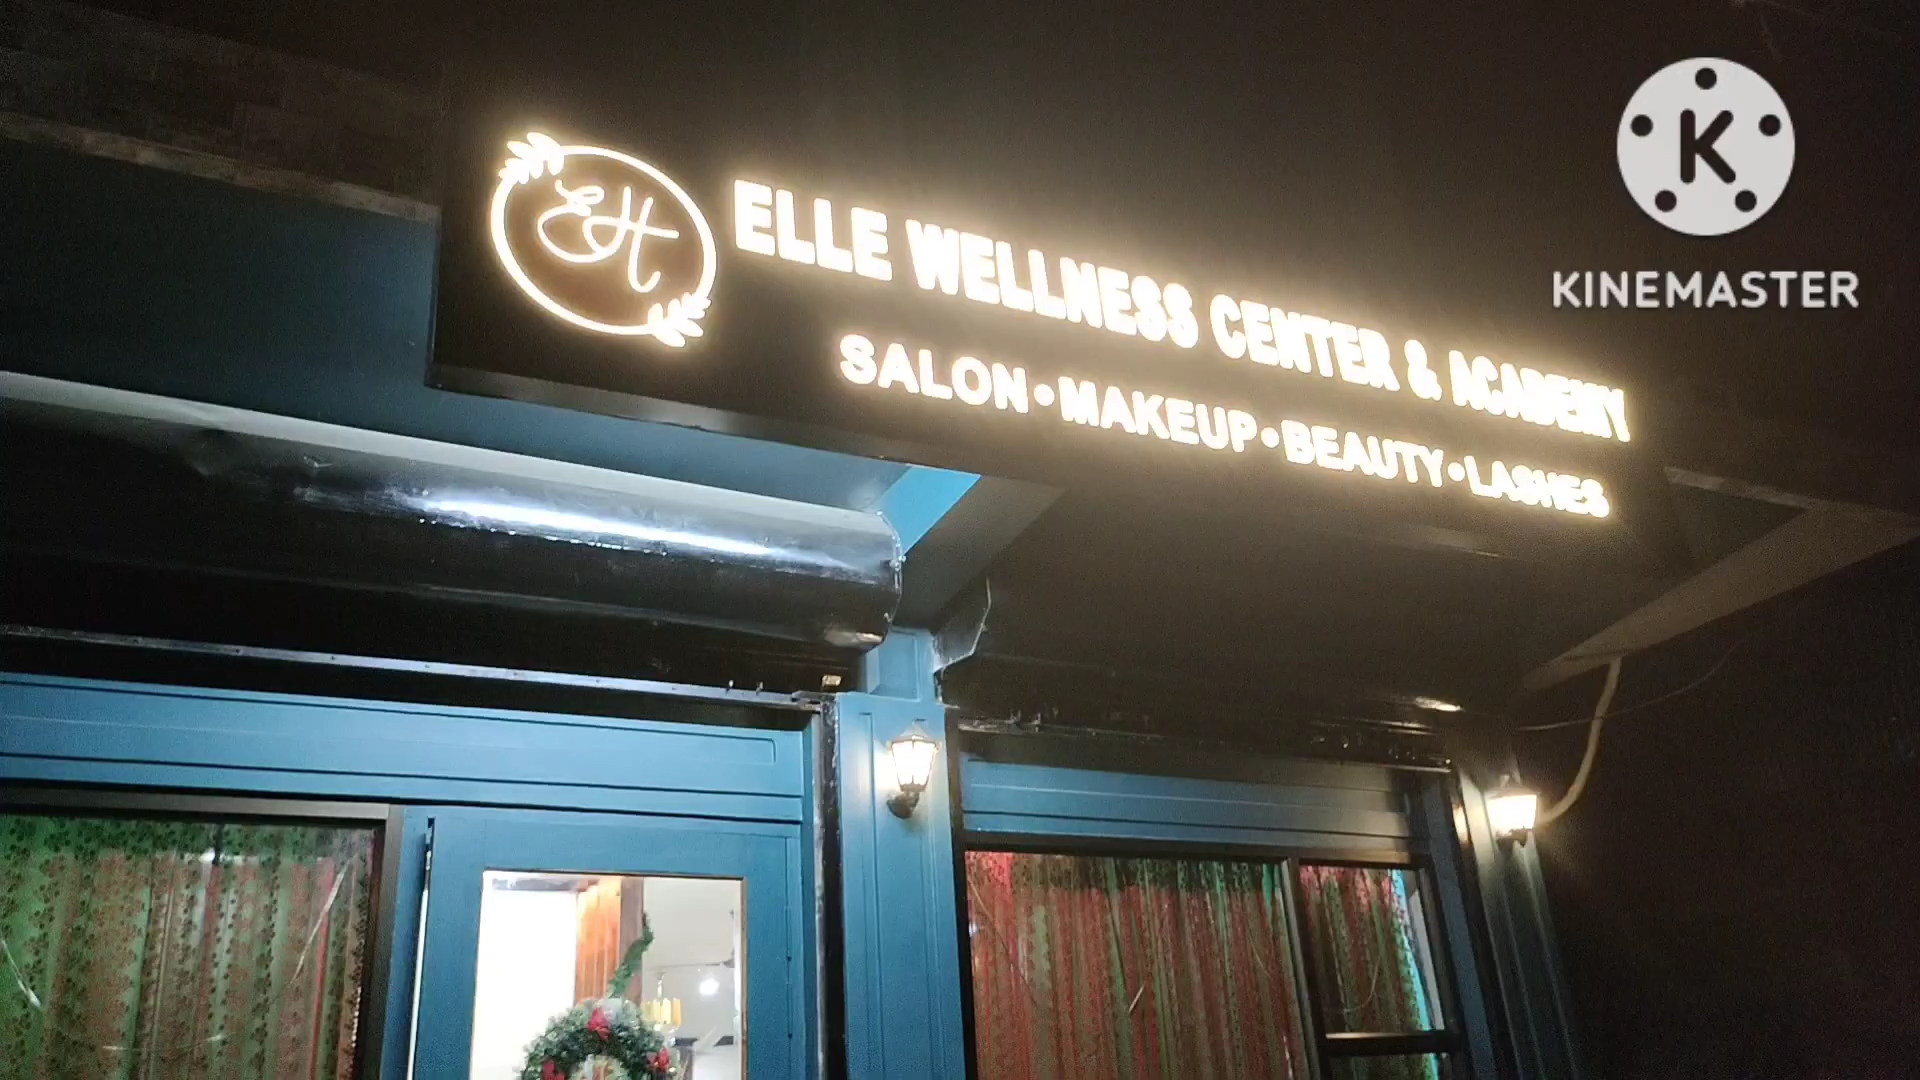 EH
ELLE WELLNESS CENTER & ACADEMY
SALON • MAKEUP • BEAUTY • LASHES
K
KINEMASTER